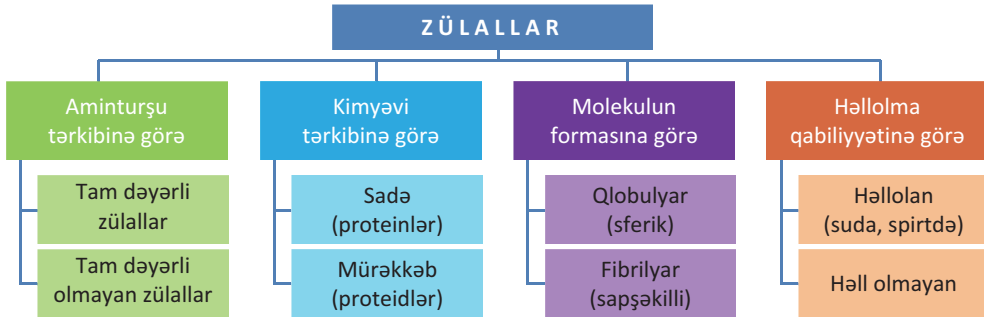 ZÜLALLAR
Aminturşu
tərkibinə görə
Tam dəyərli
zülallar
Tam dəyərli
olmayan zülallar
Kimyəvi
tərkibinə görə
Sadə
(proteinlər)
Mürəkkəb
(proteidlər)
Molekulun
formasına görə
Qlobulyar
(sferik)
Fibrilyar
(sapşəkilli)
Həllolma
qabiliyyətinə görə
Həllolan
(suda, spirtdə)
Həll olmayan